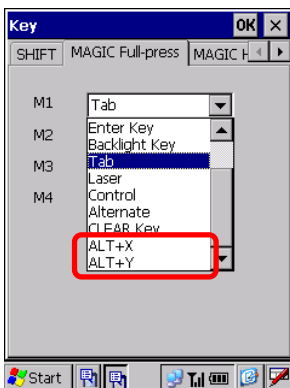 Key OK ×
SHIFT MAGIC Full-press MAGIC H
M1 Tab
M2 Enter Key
Backlight Key
Tab
M3 Laser
M4 Control
Alternate
CLEAR Key
ALT+X
ALT+Y
Start